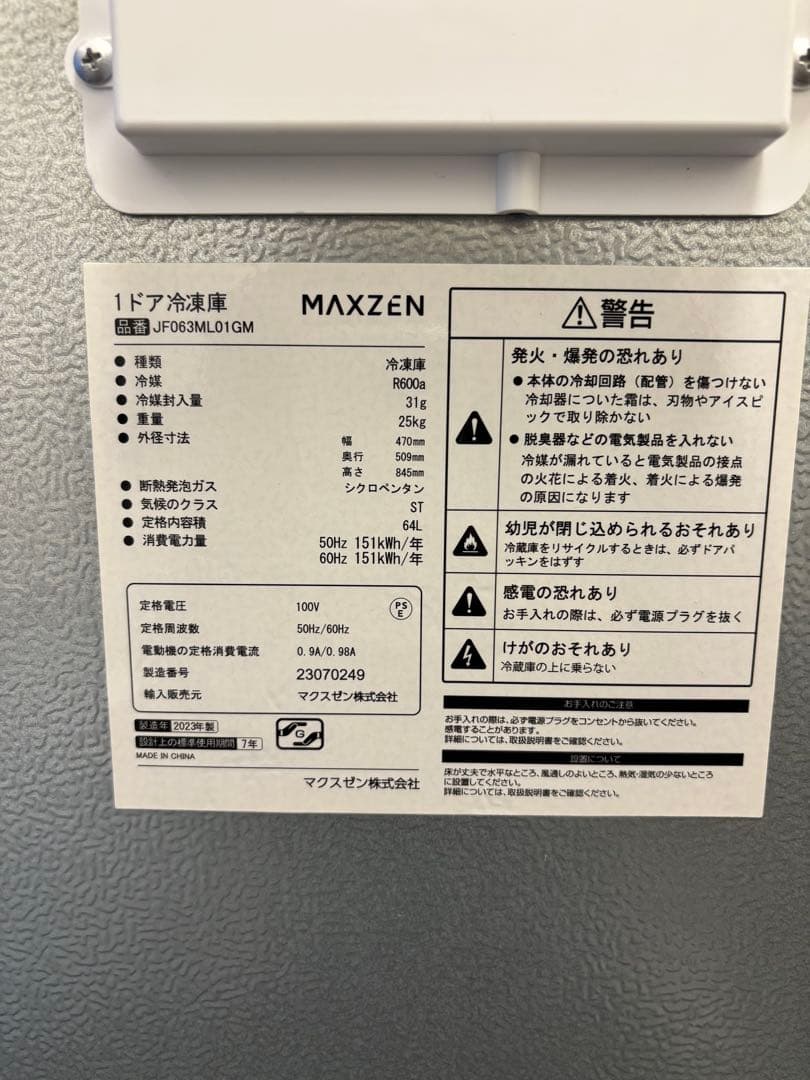 1ドア冷凍庫
MAXZEN
品番 JF063ML01GM
● 種類 冷凍庫
● 冷媒 R600a
● 冷媒封入量 31g
● 重量 25kg
● 外径寸法 幅 470mm
奥行 509mm
高さ 845mm
● 断熱発泡ガス シクロペンタン
● 気候のクラス ST
● 定格内容積 64L
● 消費電力量 50Hz 151kWh/年
60Hz 151kWh/年
定格電圧 100V
PS
E
定格周波数 50Hz/60Hz
電動機の定格消費電流 0.9A/0.98A
製造番号 23070249
輸入販売元 マクスゼン株式会社
製造年 2023年製
設計上の標準使用期間 7年
G
MADE IN CHINA
マクスゼン株式会社
警告
発火・爆発の恐れあり
● 本体の冷却回路（配管）を傷つけない
冷却器についた霜は、刃物やアイスピ
ックで取り除かない
● 脱臭器などの電気製品を入れない
冷媒が漏れていると電気製品の接点
の火花による着火、着火による爆発
の原因になります
幼児が閉じ込められるおそれあり
冷蔵庫をリサイクルするときは、必ずドアパ
ッキンをはずす
感電の恐れあり
お手入れの際は、必ず電源プラグを抜く
けがのおそれあり
冷蔵庫の上に乗らない
お手入れのご注意
お手入れの際は、必ず電源プラグをコンセントから抜いてください。
感電することがあります。
詳細については、取扱説明書をご確認ください。
設置について
床が丈夫で水平なところ、風通しのよいところ、熱気・湿気の少ないところ
に設置してください。
詳細については、取扱説明書をご確認ください。